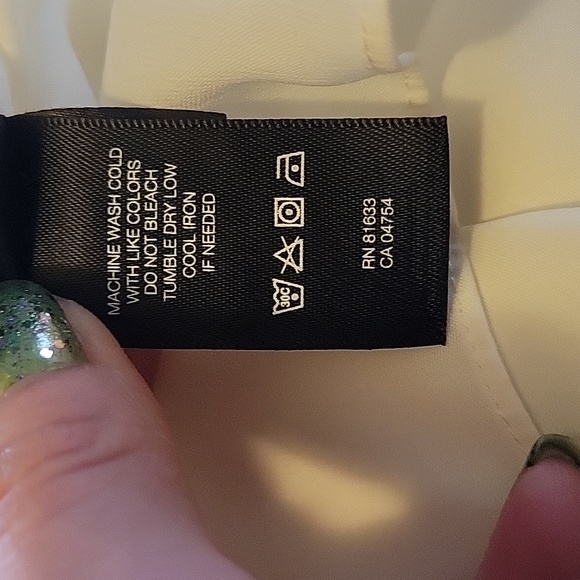 MACHINE WASH COLD
WITH LIKE COLORS
DO NOT BLEACH
TUMBLE DRY LOW
COOL IRON
IF NEEDED
30C
RN 81633
CA 04754